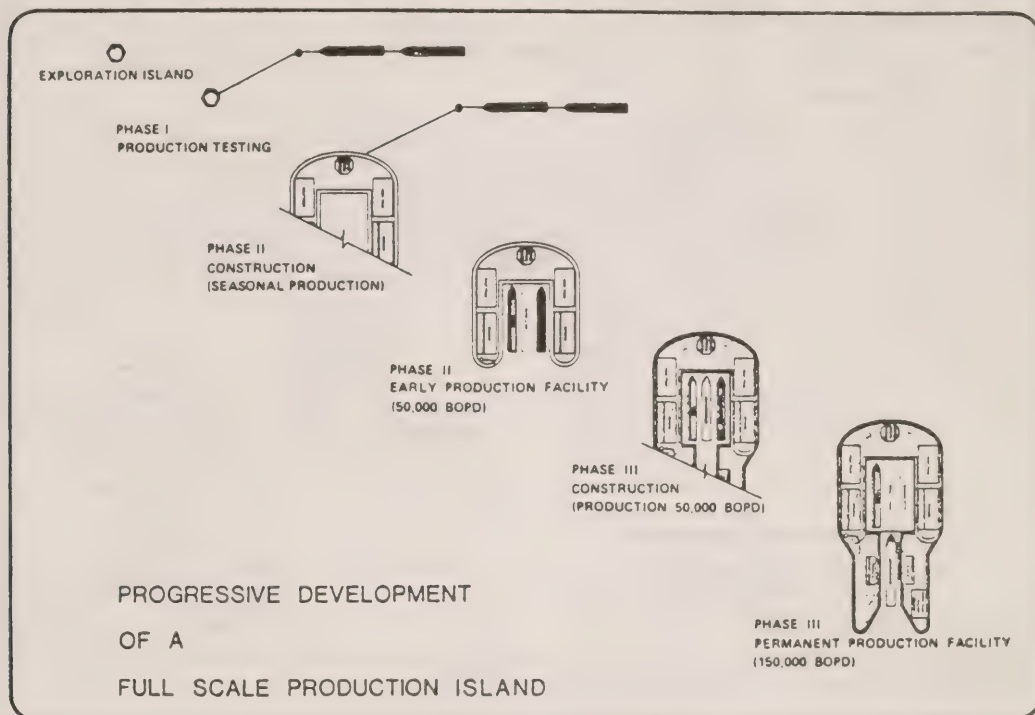 EXPLORATION ISLAND
PHASE I
PRODUCTION TESTING
PHASE II
CONSTRUCTION
(SEASONAL PRODUCTION)
PHASE II
EARLY PRODUCTION FACILITY
(50,000 BOPD)
PHASE III
CONSTRUCTION
(PRODUCTION 50,000 BOPD)
PHASE III
PERMANENT PRODUCTION FACILITY
(150,000 BOPD)
PROGRESSIVE DEVELOPMENT
OF A
FULL SCALE PRODUCTION ISLAND